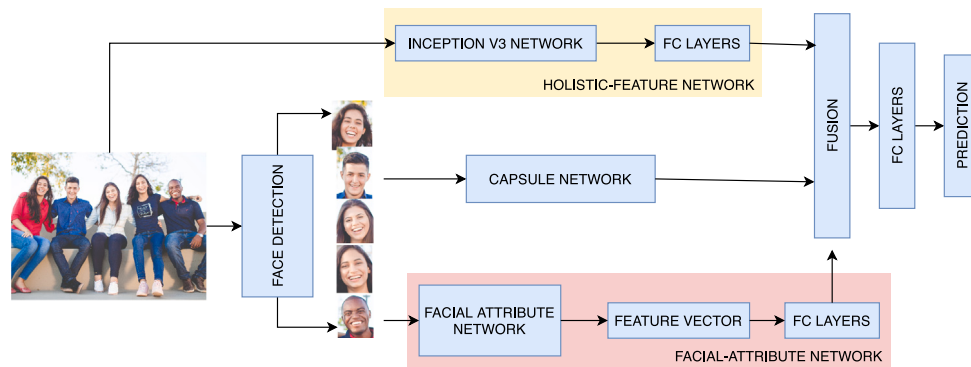 INCEPTION V3 NETWORK
FC LAYERS
HOLISTIC-FEATURE NETWORK
FACE DETECTION
CAPSULE NETWORK
FACIAL ATTRIBUTE
NETWORK
FEATURE VECTOR
FC LAYERS
FACIAL-ATTRIBUTE NETWORK
FUSION
FC LAYERS
PREDICTION